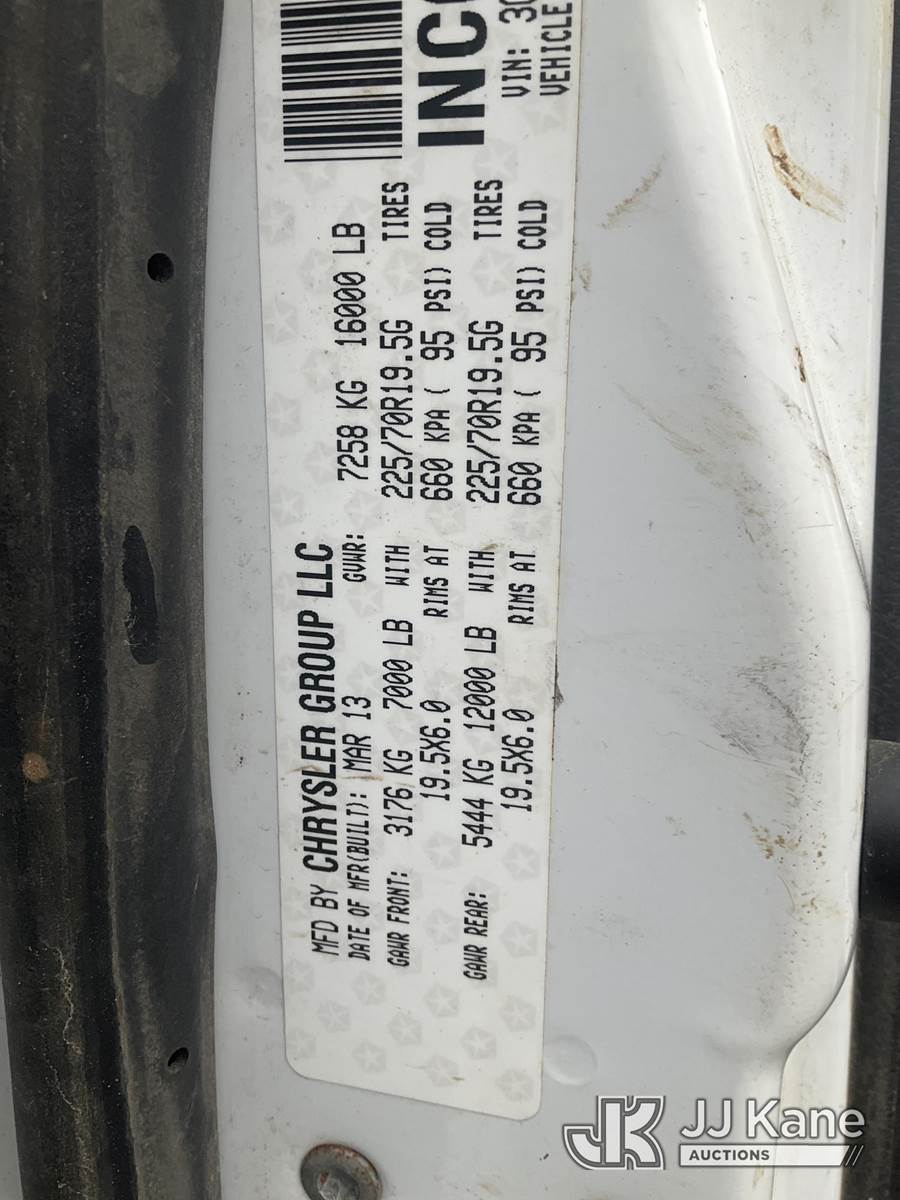 MFD BY CHRYSLER GROUP LLC
DATE OF MFR(BUILT): MAR 13 GVWR: 7258 KG 16000 LB
GAWR FRONT: 3176 KG 7000 LB WITH 225/70R19.5G TIRES
19.5X6.0 RIMS AT 660 KPA ( 95 PSI) COLD
GAWR REAR: 5444 KG 12000 LB WITH 225/70R19.5G TIRES
19.5X6.0 RIMS AT 660 KPA ( 95 PSI) COLD
VIN:
VEHICLE
JK JJ Kane
AUCTIONS